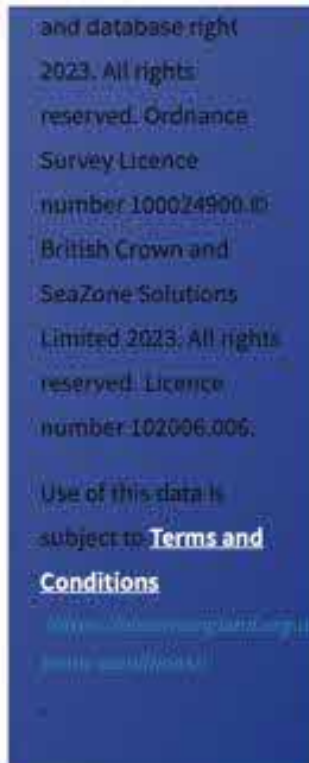 and database right
2023. All rights
reserved. Ordnance
Survey Licence
number 100024900.©
British Crown and
SeaZone Solutions
Limited 2023. All rights
reserved. Licence
number 102006.006.
Use of this data is
subject to Terms and
Conditions